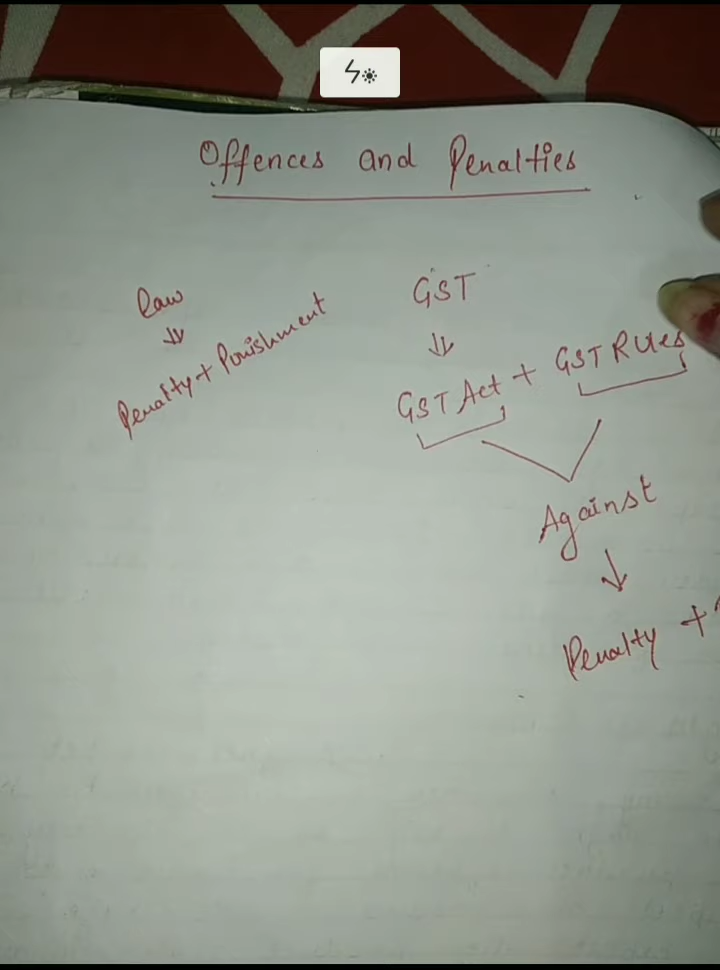 Offences and Penalties
Law
Penalty + Punishment
GST
GST Act + GST Rules
Against
Penalty +